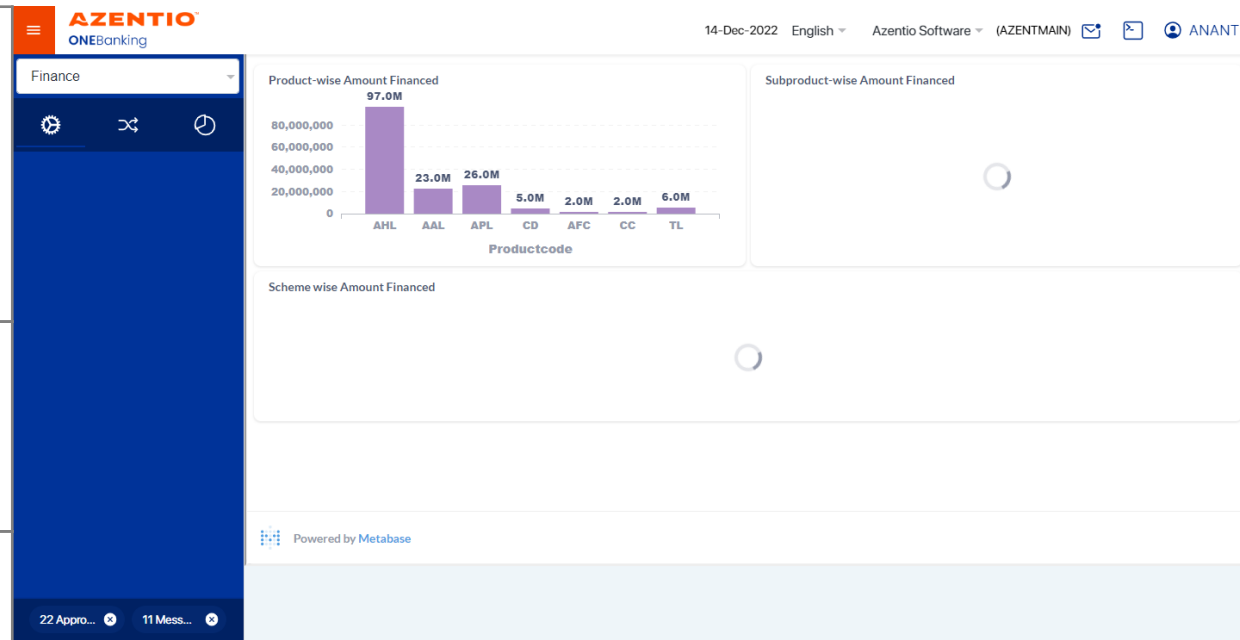 AZENTIO
ONEBanking
14-Dec-2022 English Azentio Software (AZENTMAIN) ANANT
Finance
Product-wise Amount Financed
97.0M
80,000,000
60,000,000
40,000,000
20,000,000
0
23.0M
26.0M
5.0M
2.0M
2.0M
6.0M
AHL AAL APL CD AFC CC TL
Productcode
Subproduct-wise Amount Financed
Scheme wise Amount Financed
Powered by Metabase
22 Appro... 11 Mess...